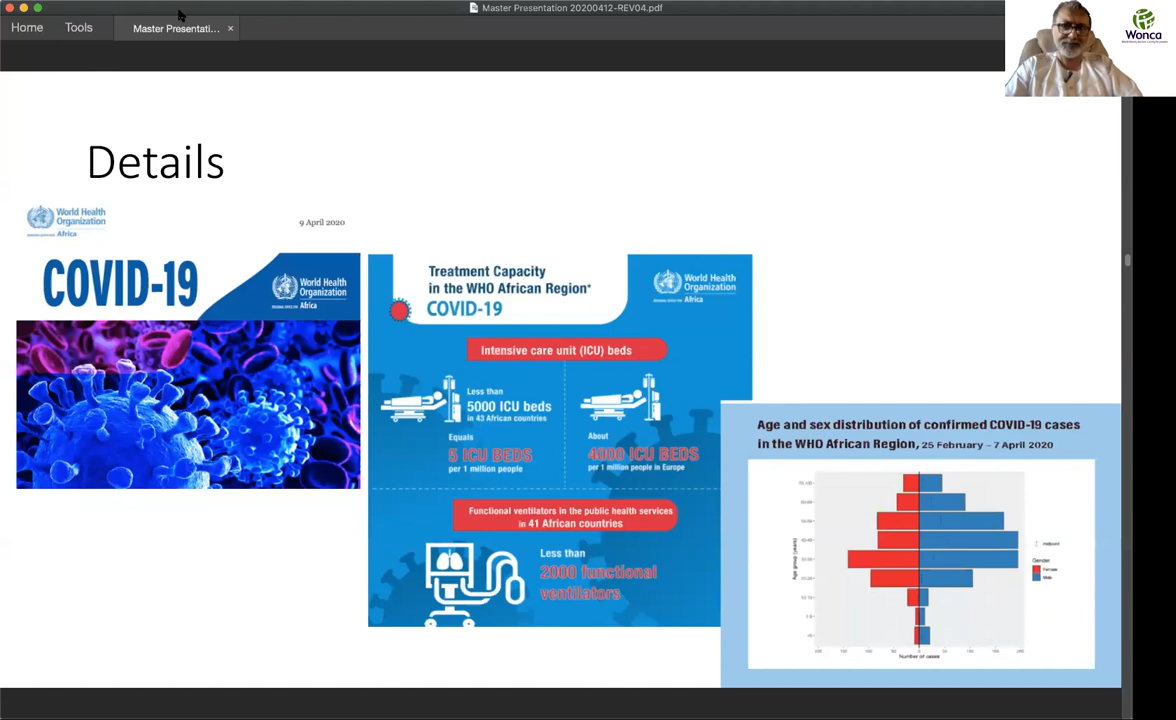 Master Presentation 20200412-REV04.pdf
Home
Tools
Master Presentati...
×
Wonca
Details
World Health
Organization
Africa
9 April 2020
COVID-19
World Health
Organization
Africa
Treatment Capacity
in the WHO African Region*
COVID-19
World Health
Organization
Africa
Intensive care unit (ICU) beds
Less than
5000 ICU beds
in 43 African countries
Equals
5 ICU BEDS
per 1 million people
About
4000 ICU BEDS
per 1 million people in Europe
Functional ventilators in the public health services
in 41 African countries
Less than
2000 functional
ventilators
Age and sex distribution of confirmed COVID-19 cases
in the WHO African Region, 25 February – 7 April 2020
Age group (years)
Number of cases
midpoint
Gender
Female
Male